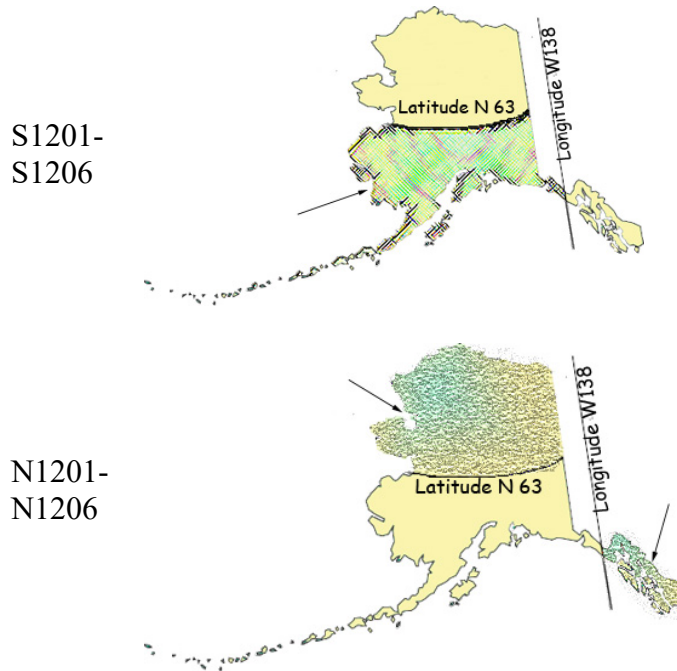 Latitude N 63
Longitude W138
S1201-
S1206
Latitude N 63
Longitude W138
N1201-
N1206